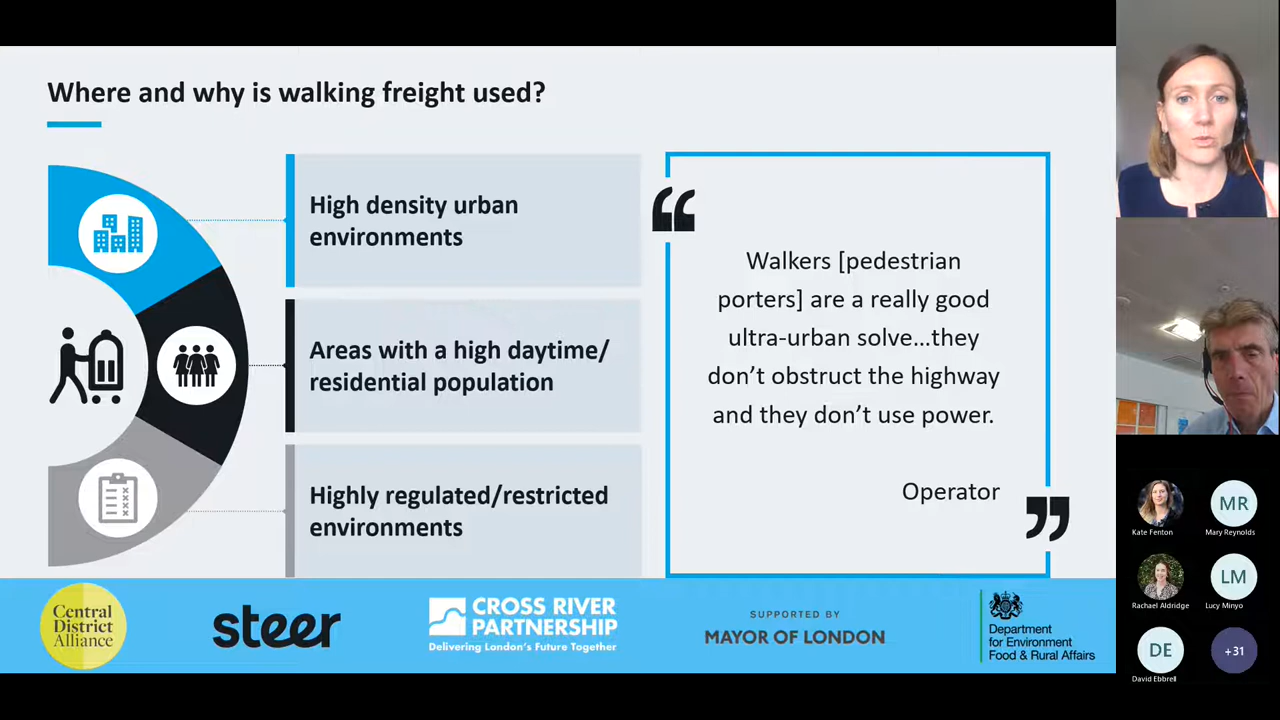 Where and why is walking freight used?
High density urban
environments
Areas with a high daytime/
residential population
Highly regulated/restricted
environments
“
Walkers [pedestrian
porters] are a really good
ultra-urban solve...they
don’t obstruct the highway
and they don’t use power.
Operator
”
Central
District
Alliance
steer
CROSS RIVER
PARTNERSHIP
Delivering London's Future Together
SUPPORTED BY
MAYOR OF LONDON
Department
for Environment
Food & Rural Affairs
Kate Fenton
MR
Mary Reynolds
Rachael Aldridge
LM
Lucy Minyo
DE
David Ebbrell
+31